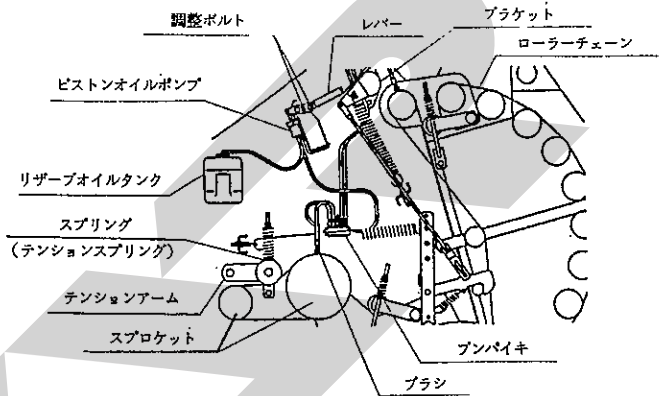 調整ボルト
レバー
ブラケット
ローラーチェーン
ピストンオイルポンプ
リザーブオイルタンク
スプリング
(テンションスプリング)
テンションアーム
スプロケット
ブンパイキ
ブラシ